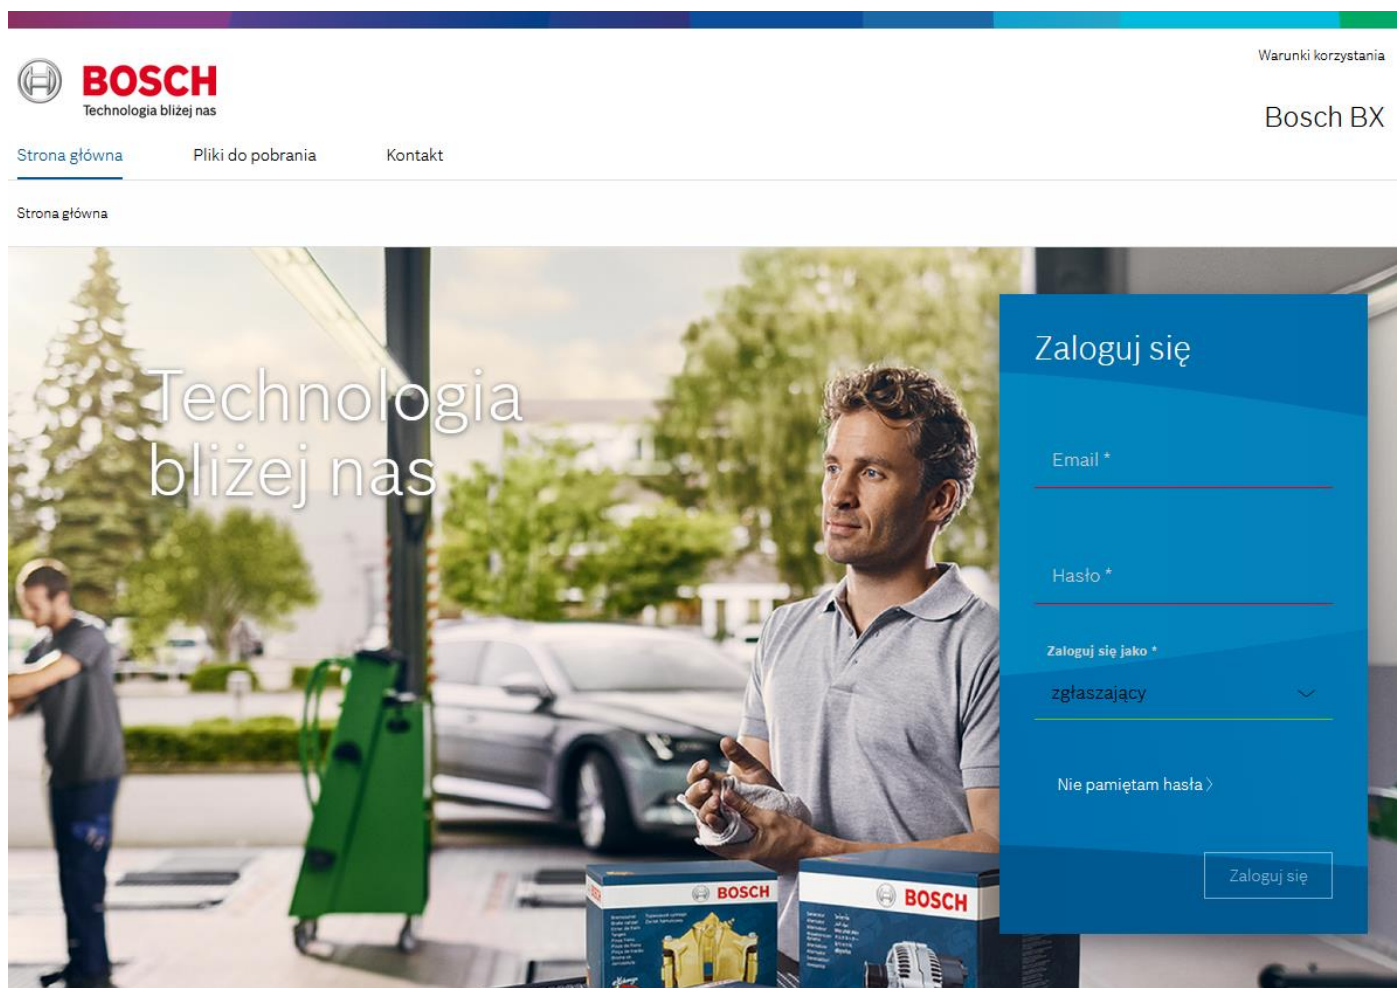 Warunki korzystania
BOSCH
Technologia bliżej nas
Bosch BX
Strona główna
Pliki do pobrania
Kontakt
Strona główna
Technologia
bliżej nas
Zaloguj się
Email *
Hasło *
Zaloguj się jako *
zgłaszający
Nie pamiętam hasła
Zaloguj się
BOSCH
BOSCH